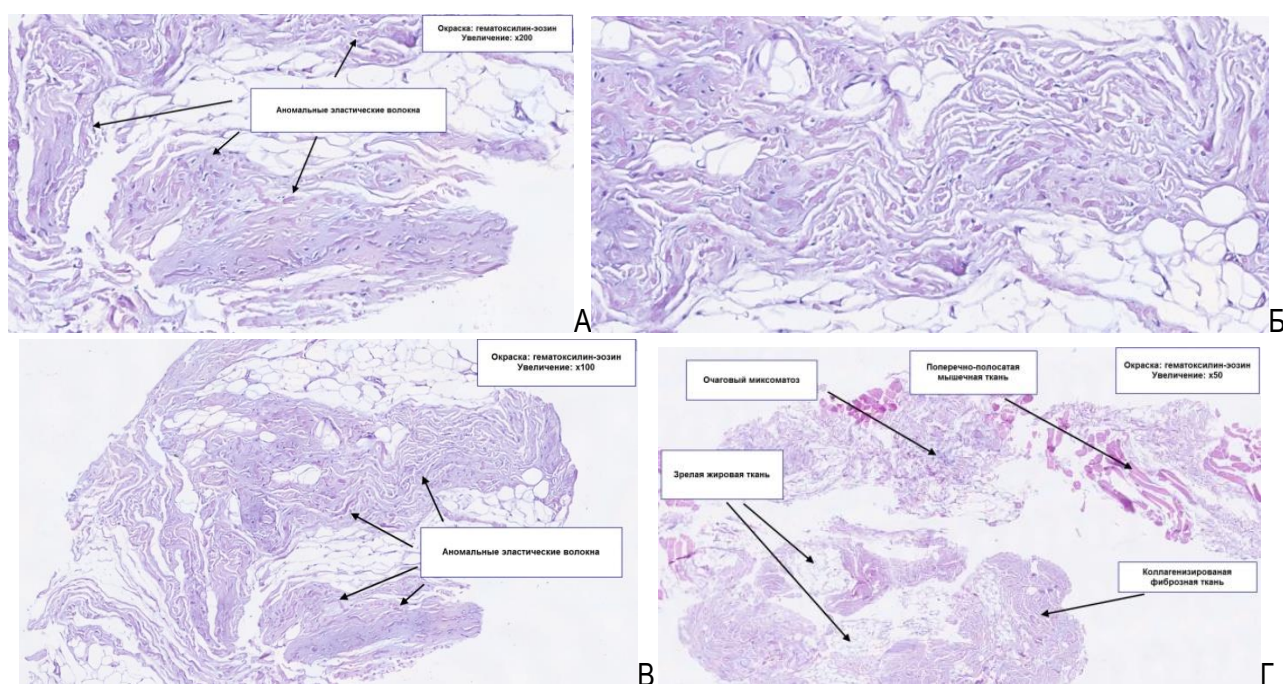 Окраска: гематоксилин-эозин
Увеличение: x200
Аномальные эластические волокна
А
Б
Окраска: гематоксилин-эозин
Увеличение: x100
Аномальные эластические волокна
В
Очаговый миксоматоз
Поперечно-полосатая
мышечная ткань
Окраска: гематоксилин-эозин
Увеличение: x50
Зрелая жировая ткань
Коллагенизированая
фиброзная ткань
Г